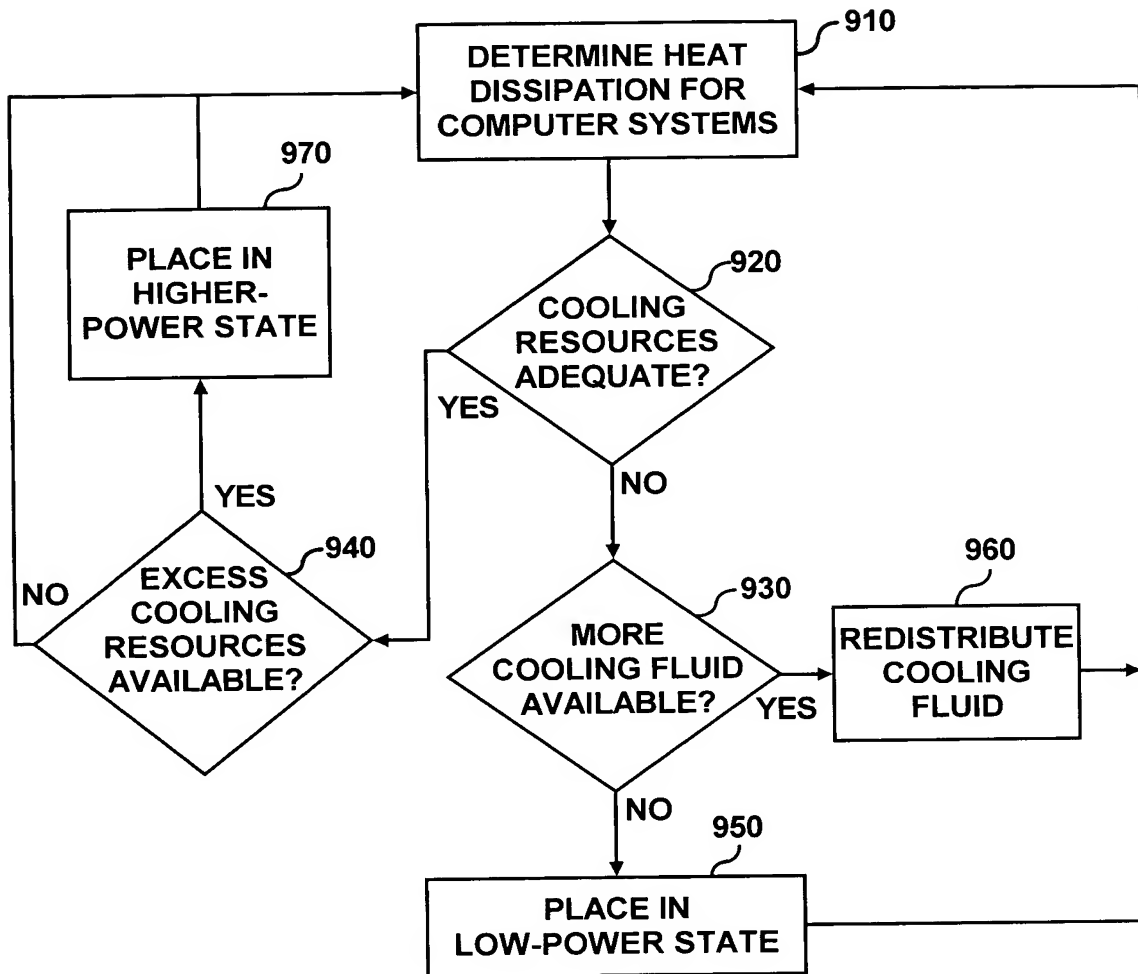 910
DETERMINE HEAT
DISSIPATION FOR
COMPUTER SYSTEMS
970
PLACE IN
HIGHER-
POWER STATE
920
COOLING
RESOURCES
ADEQUATE?
YES
NO
YES
940
EXCESS
COOLING
RESOURCES
AVAILABLE?
NO
930
MORE
COOLING FLUID
AVAILABLE?
YES
960
REDISTRIBUTE
COOLING
FLUID
NO
950
PLACE IN
LOW-POWER STATE